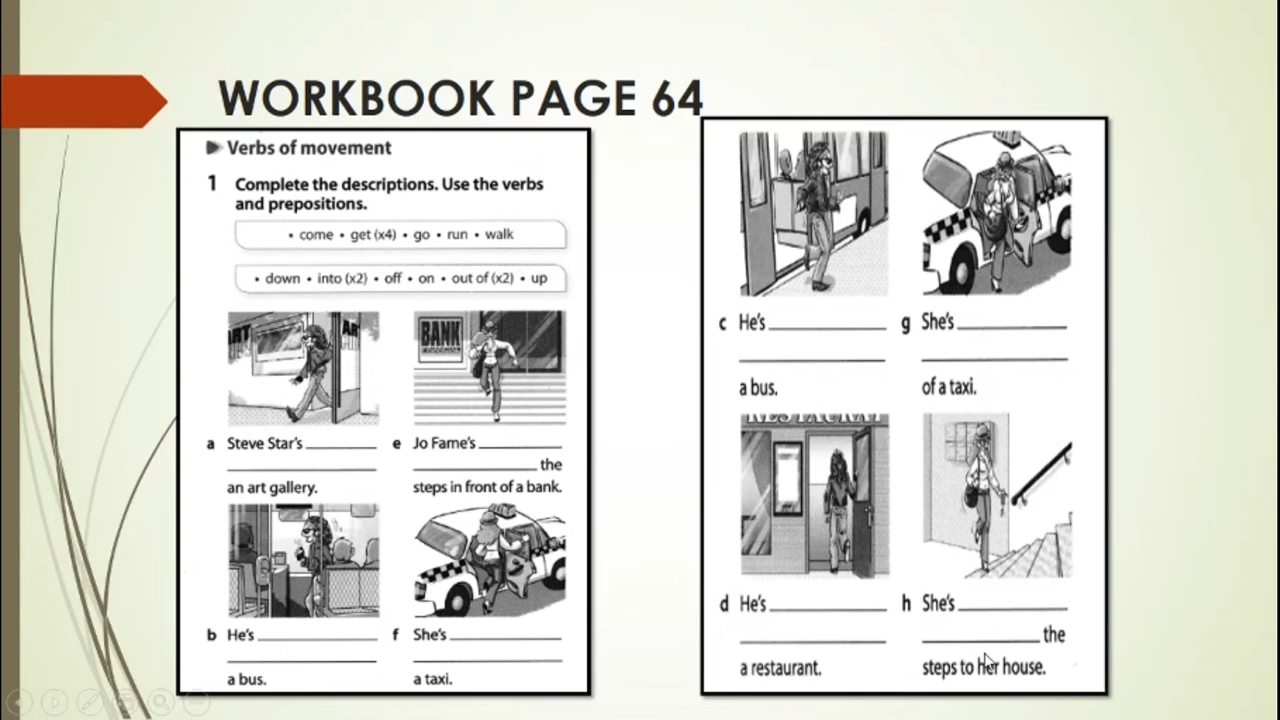 WORKBOOK PAGE 64
Verbs of movement
1 Complete the descriptions. Use the verbs
and prepositions.
• come • get (x4) • go • run • walk
• down • into (x2) • off • on • out of (x2) • up
ART
AR
BANK
a Steve Star's
an art gallery.
e Jo Fame's
the
steps in front of a bank.
b He's
a bus.
f She's
a taxi.
c He's
a bus.
g She's
of a taxi.
d He's
a restaurant.
h She's
the
steps to her house.